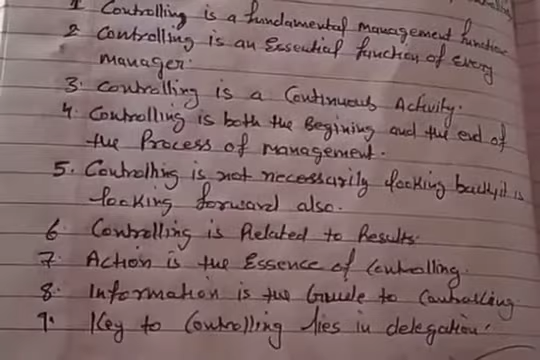 1. Controlling is a fundamental management function
2. Controlling is an Essential function of Every
manager.
3. Controlling is a Continuous Activity.
4. Controlling is both the Begining and the end of
the Process of management.
5. Controlling is not necessarily looking back, it is
looking forward also.
6. Controlling is Related to Results.
7. Action is the Essence of Controlling.
8. Information is the Guide to Controlling
9. Key to Controlling lies in delegation.